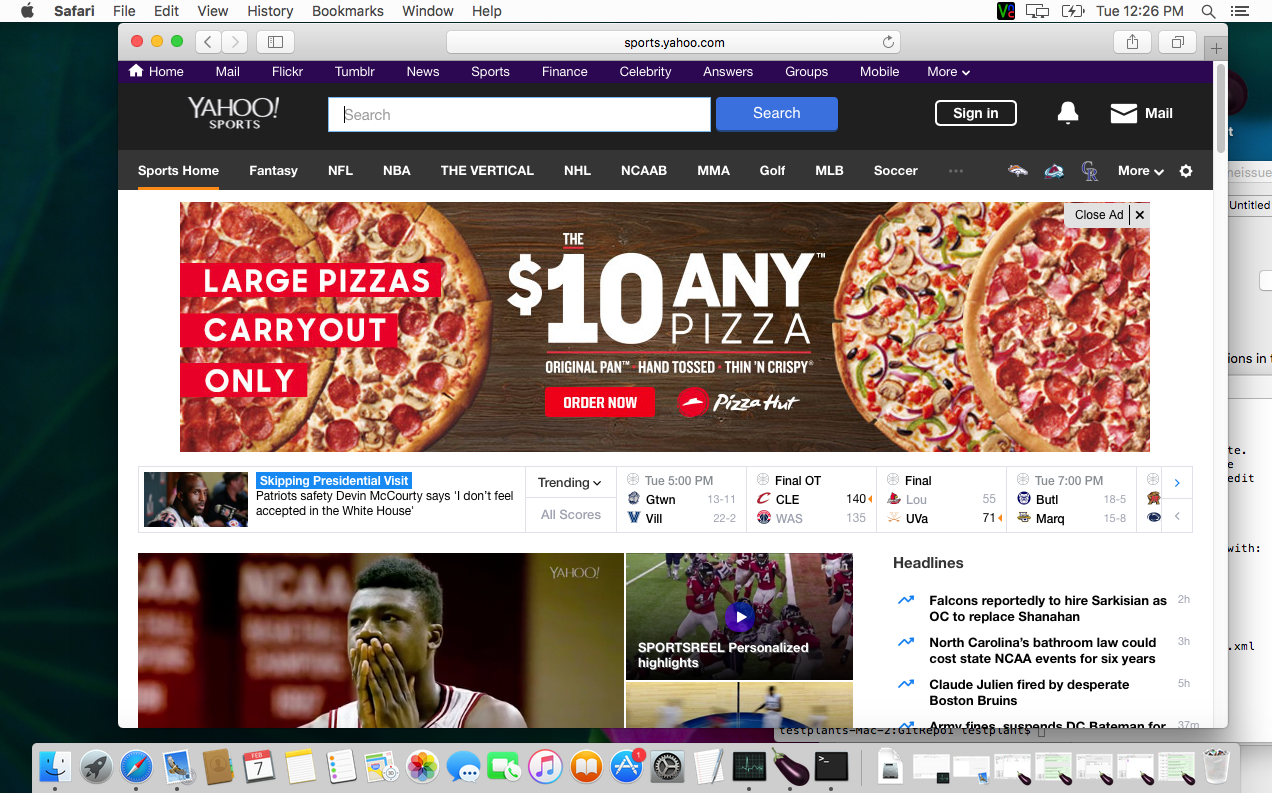 Safari File Edit View History Bookmarks Window Help Tue 12:26 PM
sports.yahoo.com
Home Mail Flickr Tumblr News Sports Finance Celebrity Answers Groups Mobile More
YAHOO!
SPORTS
Search
Search
Sign in
Mail
Sports Home Fantasy NFL NBA THE VERTICAL NHL NCAAB MMA Golf MLB Soccer ... More
Close Ad
LARGE PIZZAS
CARRYOUT
ONLY
THE
$10 ANY™
PIZZA
ORIGINAL PAN™ · HAND TOSSED · THIN 'N CRISPY®
ORDER NOW
Pizza Hut
Skipping Presidential Visit
Patriots safety Devin McCourty says 'I don't feel
accepted in the White House'
Trending
All Scores
Tue 5:00 PM
Gtwn 13-11
Vill 22-2
Final OT
CLE 140
WAS 135
Final
Lou 55
UVa 71
Tue 7:00 PM
Butl 18-5
Marq 15-8
YAHOO!
NCAA
SPORTSREEL Personalized
highlights
Headlines
Falcons reportedly to hire Sarkisian as 2h
OC to replace Shanahan
North Carolina's bathroom law could 3h
cost state NCAA events for six years
Claude Julien fired by desperate 5h
Boston Bruins
Army fines, suspends DC Bateman for 37m
neissue
Untitled
ions in t
te.
e
edit
with:
.xml
testplants-Mac-2:GitRepo1 testplant$
FEB
7
1